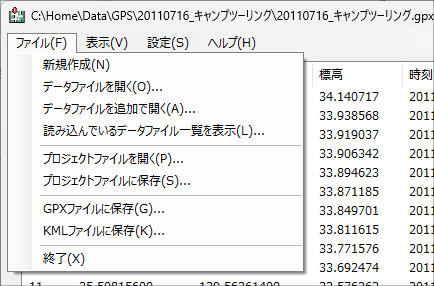 C:\Home\Data\GPS\20110716_キャンプツーリング\20110716_キャンプツーリング.gpx
ファイル(F) 表示(V) 設定(S) ヘルプ(H)
新規作成(N)
データファイルを開く(O)...
データファイルを追加で開く(A)...
読み込んでいるデータファイル一覧を表示(L)...
プロジェクトファイルを開く(P)...
プロジェクトファイルに保存(S)...
GPXファイルに保存(G)...
KMLファイルに保存(K)...
終了(X)
標高 時刻
34.140717 2011
33.938568 2011
33.919037 2011
33.906342 2011
33.894623 2011
33.871185 2011
33.849701 2011
33.811615 2011
33.771576 2011
33.692474 2011